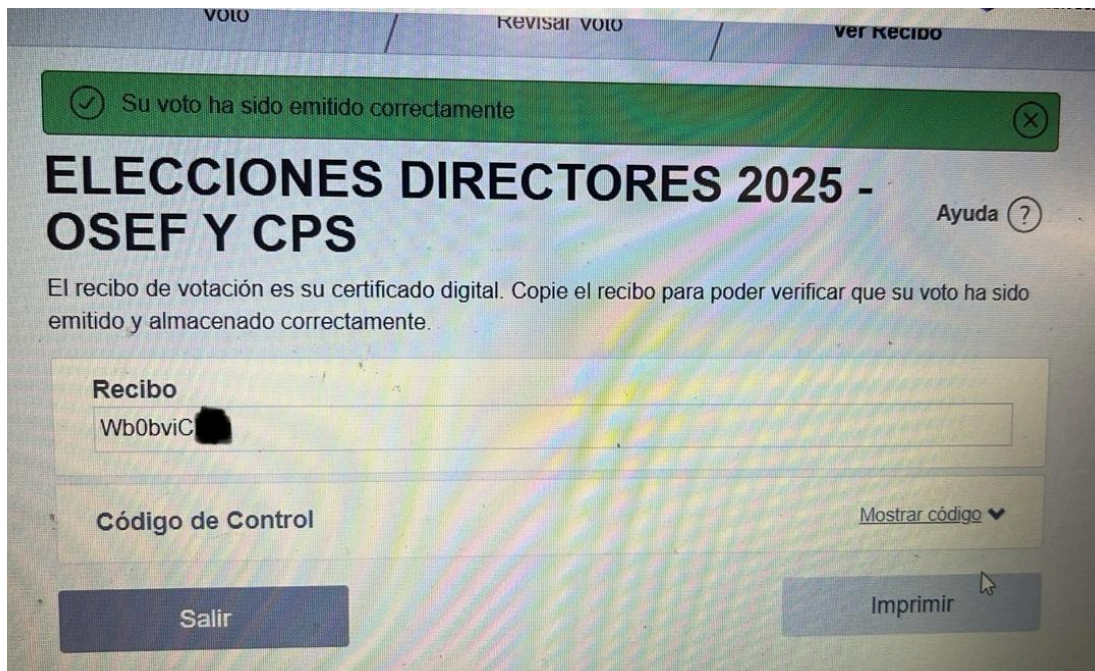 Voto
Revisar Voto
Ver Recibo
Su voto ha sido emitido correctamente
ELECCIONES DIRECTORES 2025 -
OSEF Y CPS
Ayuda ?
El recibo de votación es su certificado digital. Copie el recibo para poder verificar que su voto ha sido
emitido y almacenado correctamente.
Recibo
Wb0bviC
Código de Control
Mostrar código
Salir
Imprimir